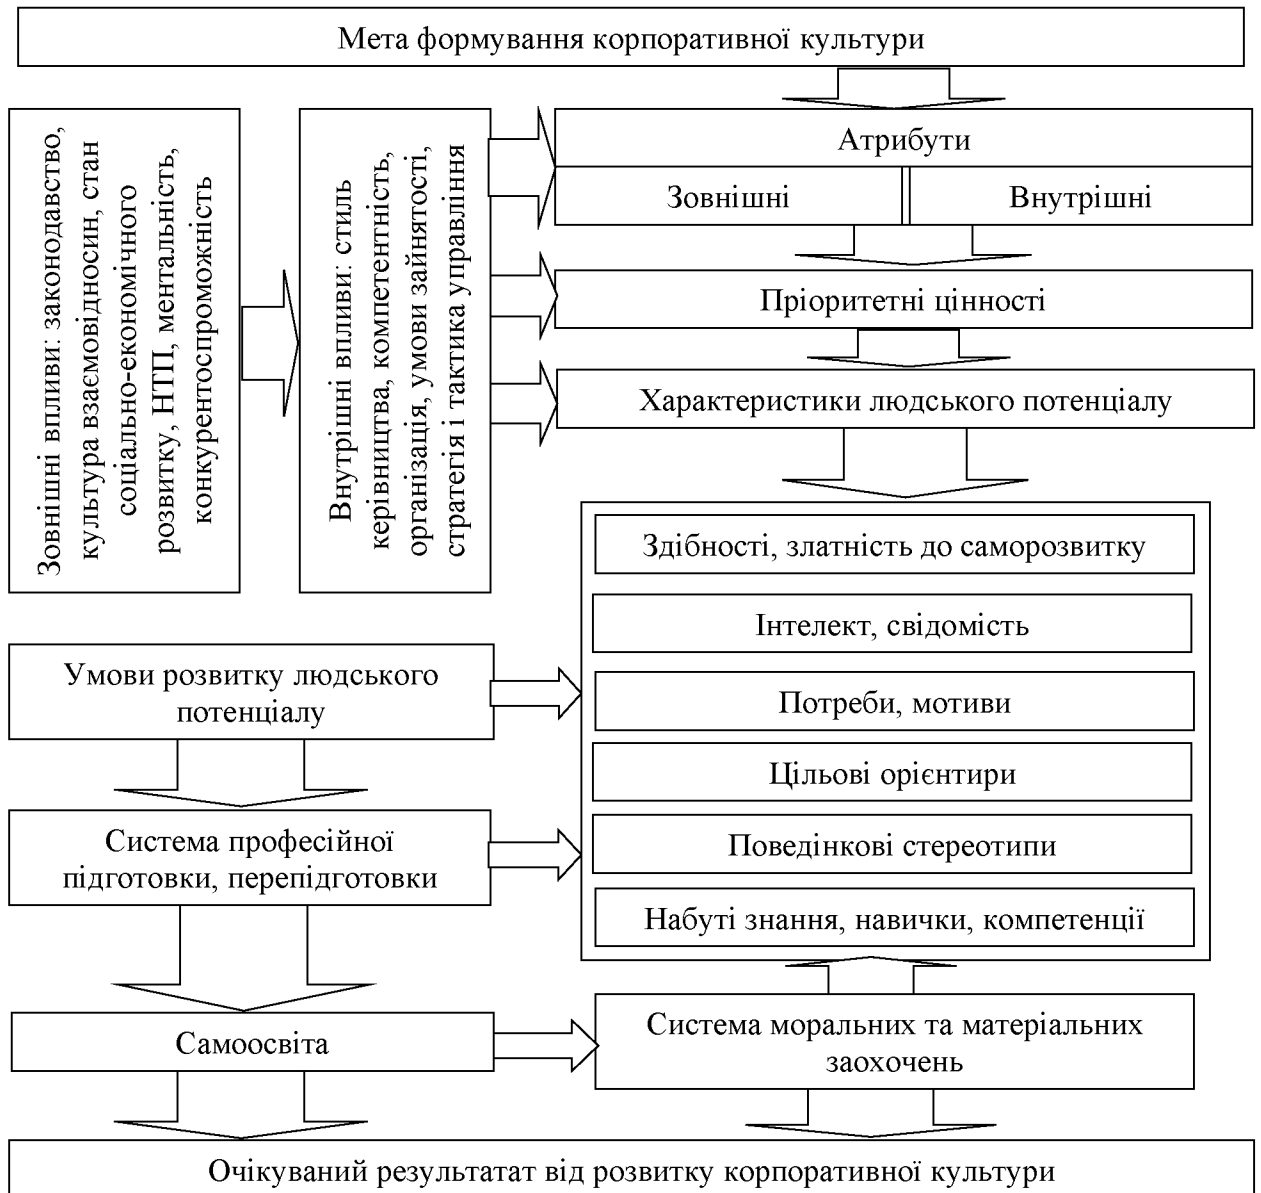 Мета формування корпоративної культури
Зовнішні впливи: законодавство,
культура взаємовідносин, стан
соціально-економічного
розвитку, НТП, ментальність,
конкурентоспроможність
Внутрішні впливи: стиль
керівництва, компетентність,
організація, умови зайнятості,
стратегія і тактика управління
Атрибути
Зовнішні
Внутрішні
Пріоритетні цінності
Характеристики людського потенціалу
Здібності, златність до саморозвитку
Інтелект, свідомість
Потреби, мотиви
Цільові орієнтири
Поведінкові стереотипи
Набуті знання, навички, компетенції
Умови розвитку людського
потенціалу
Система професійної
підготовки, перепідготовки
Самоосвіта
Система моральних та матеріальних
заохочень
Очікуваний результатат від розвитку корпоративної культури